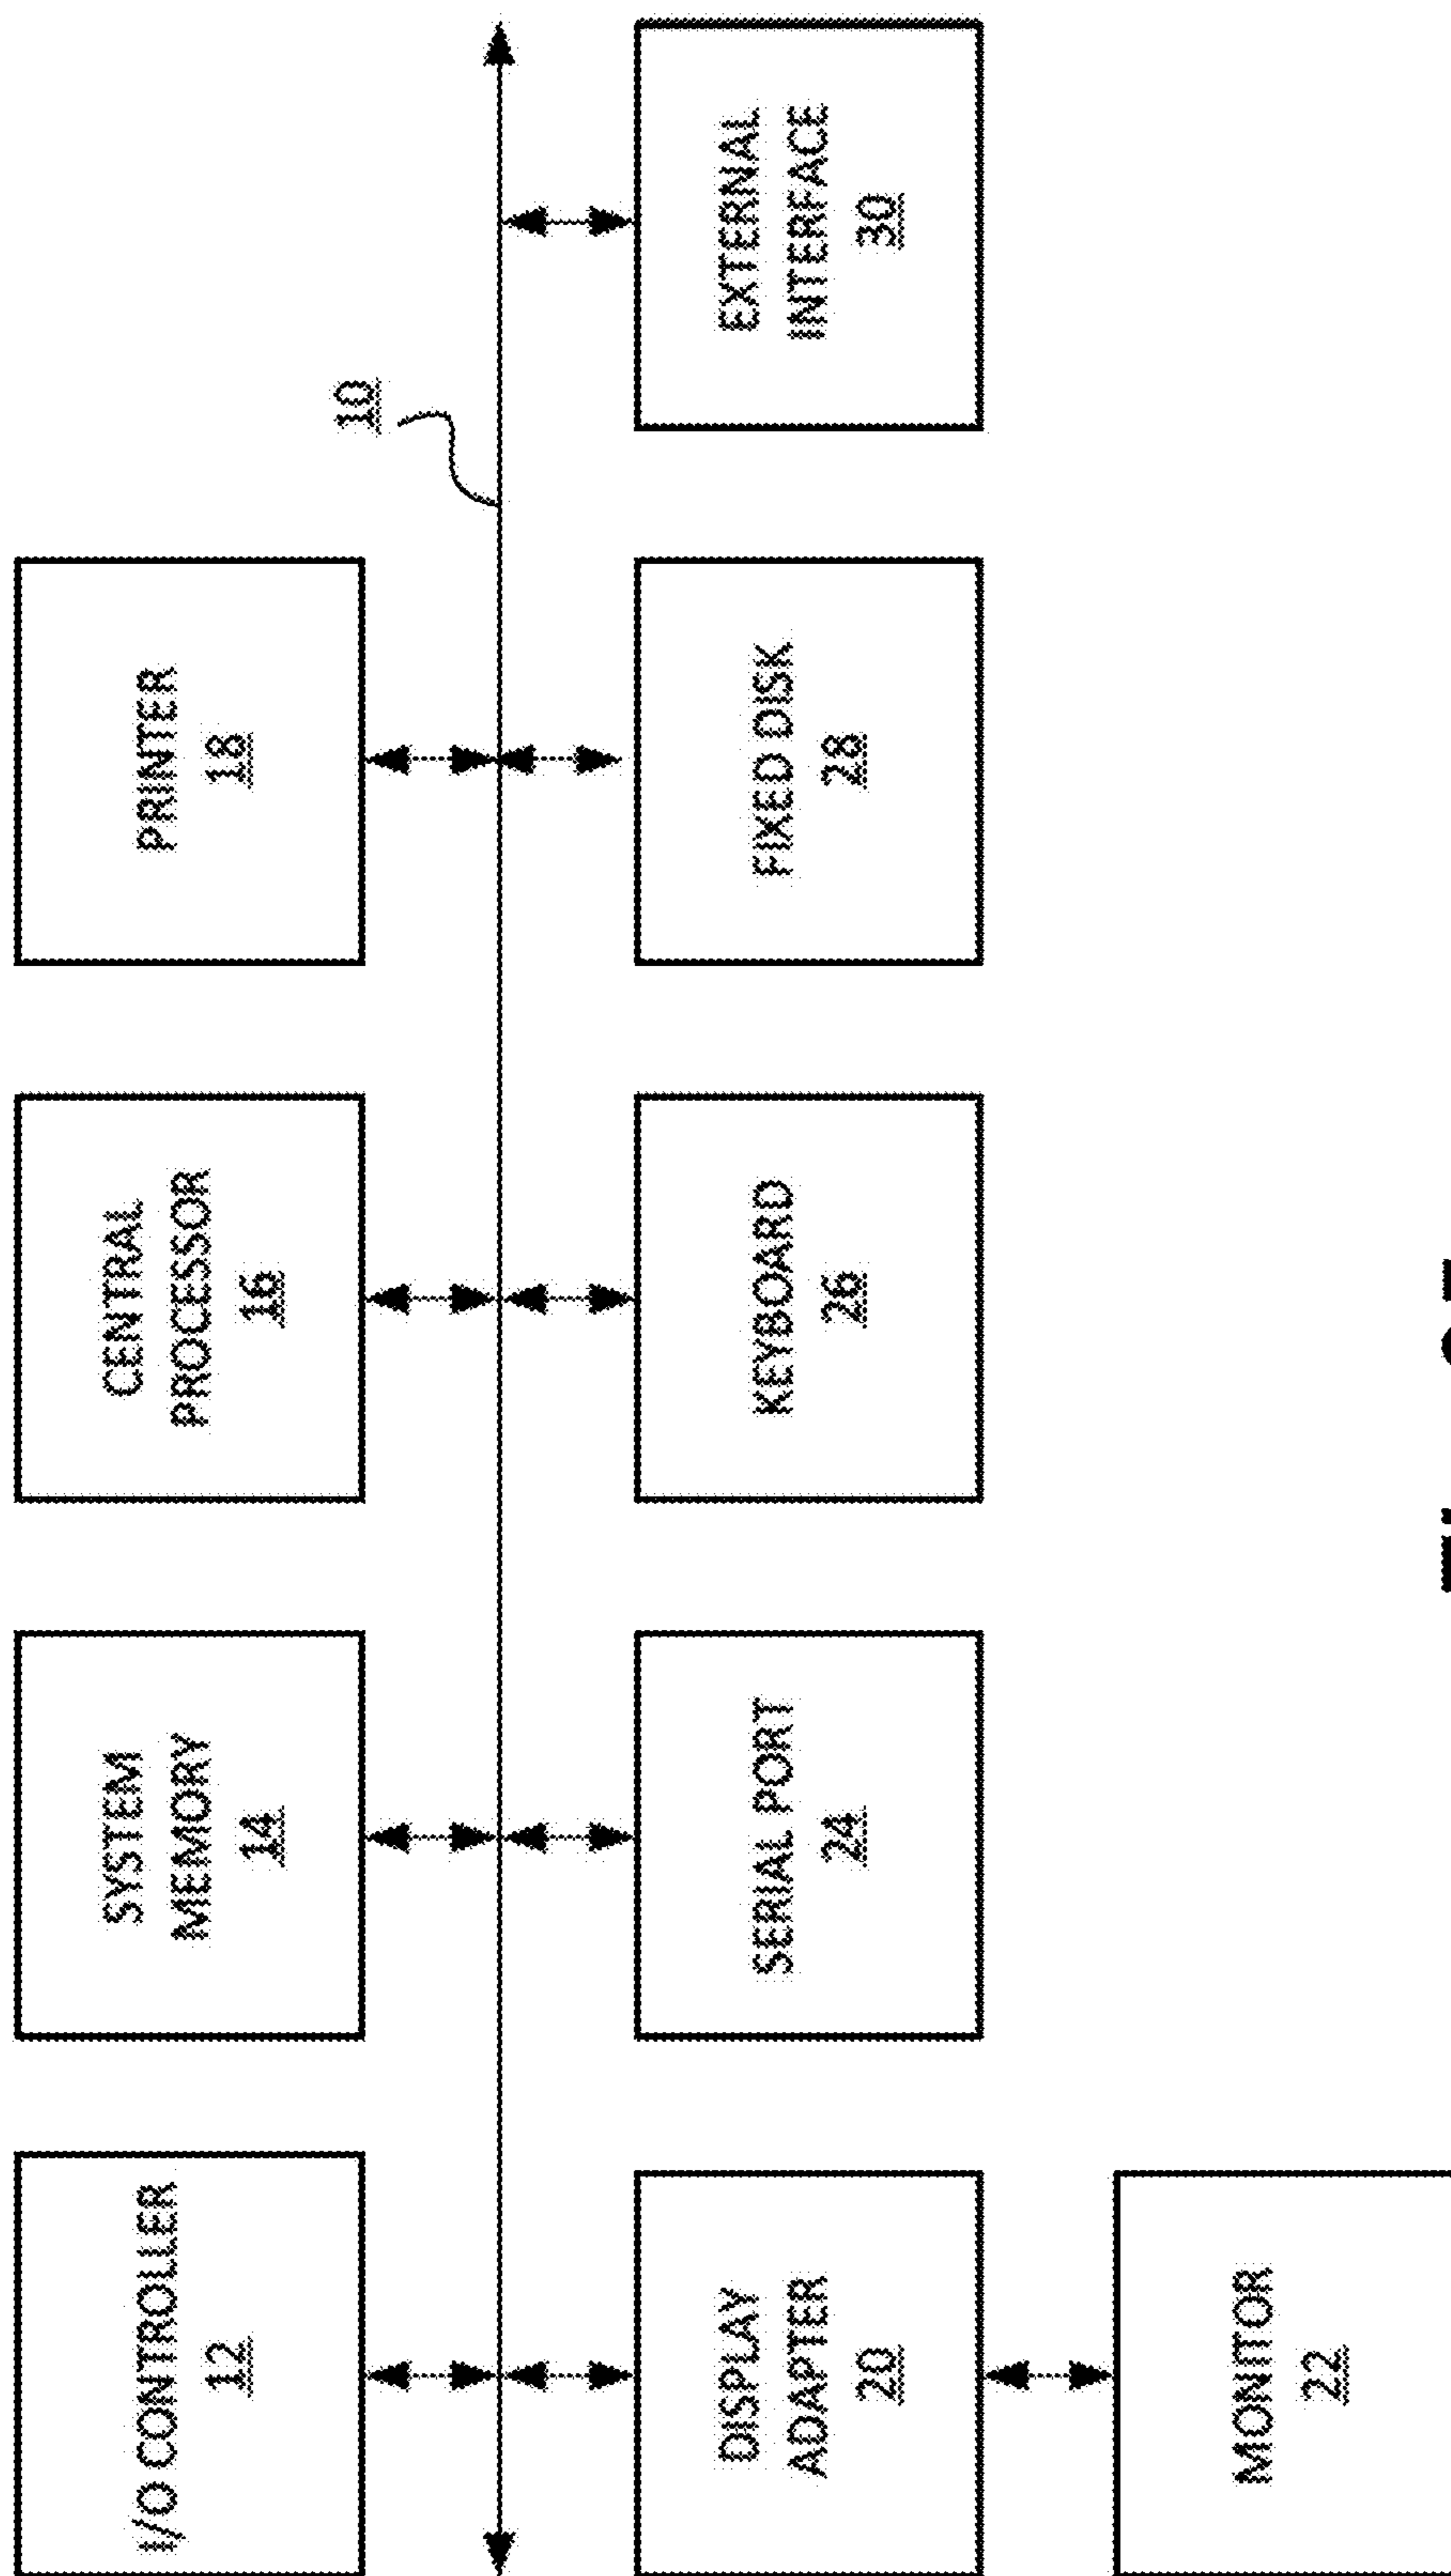 I/O CONTROLLER
12
SYSTEM
MEMORY
14
CENTRAL
PROCESSOR
16
PRINTER
18
10
DISPLAY
ADAPTER
20
SERIAL PORT
24
KEYBOARD
26
FIXED DISK
28
EXTERNAL
INTERFACE
30
MONITOR
22